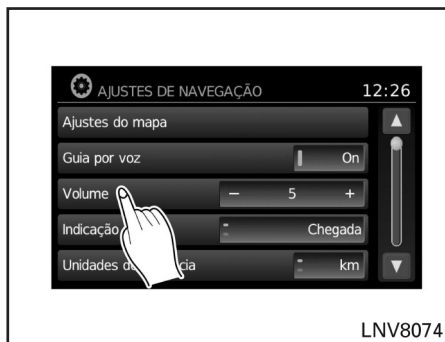 AJUSTES DE NAVEGAÇÃO 12:26
Ajustes do mapa
Guia por voz On
Volume − 5 +
Indicação Chegada
Unidades km
LNV8074